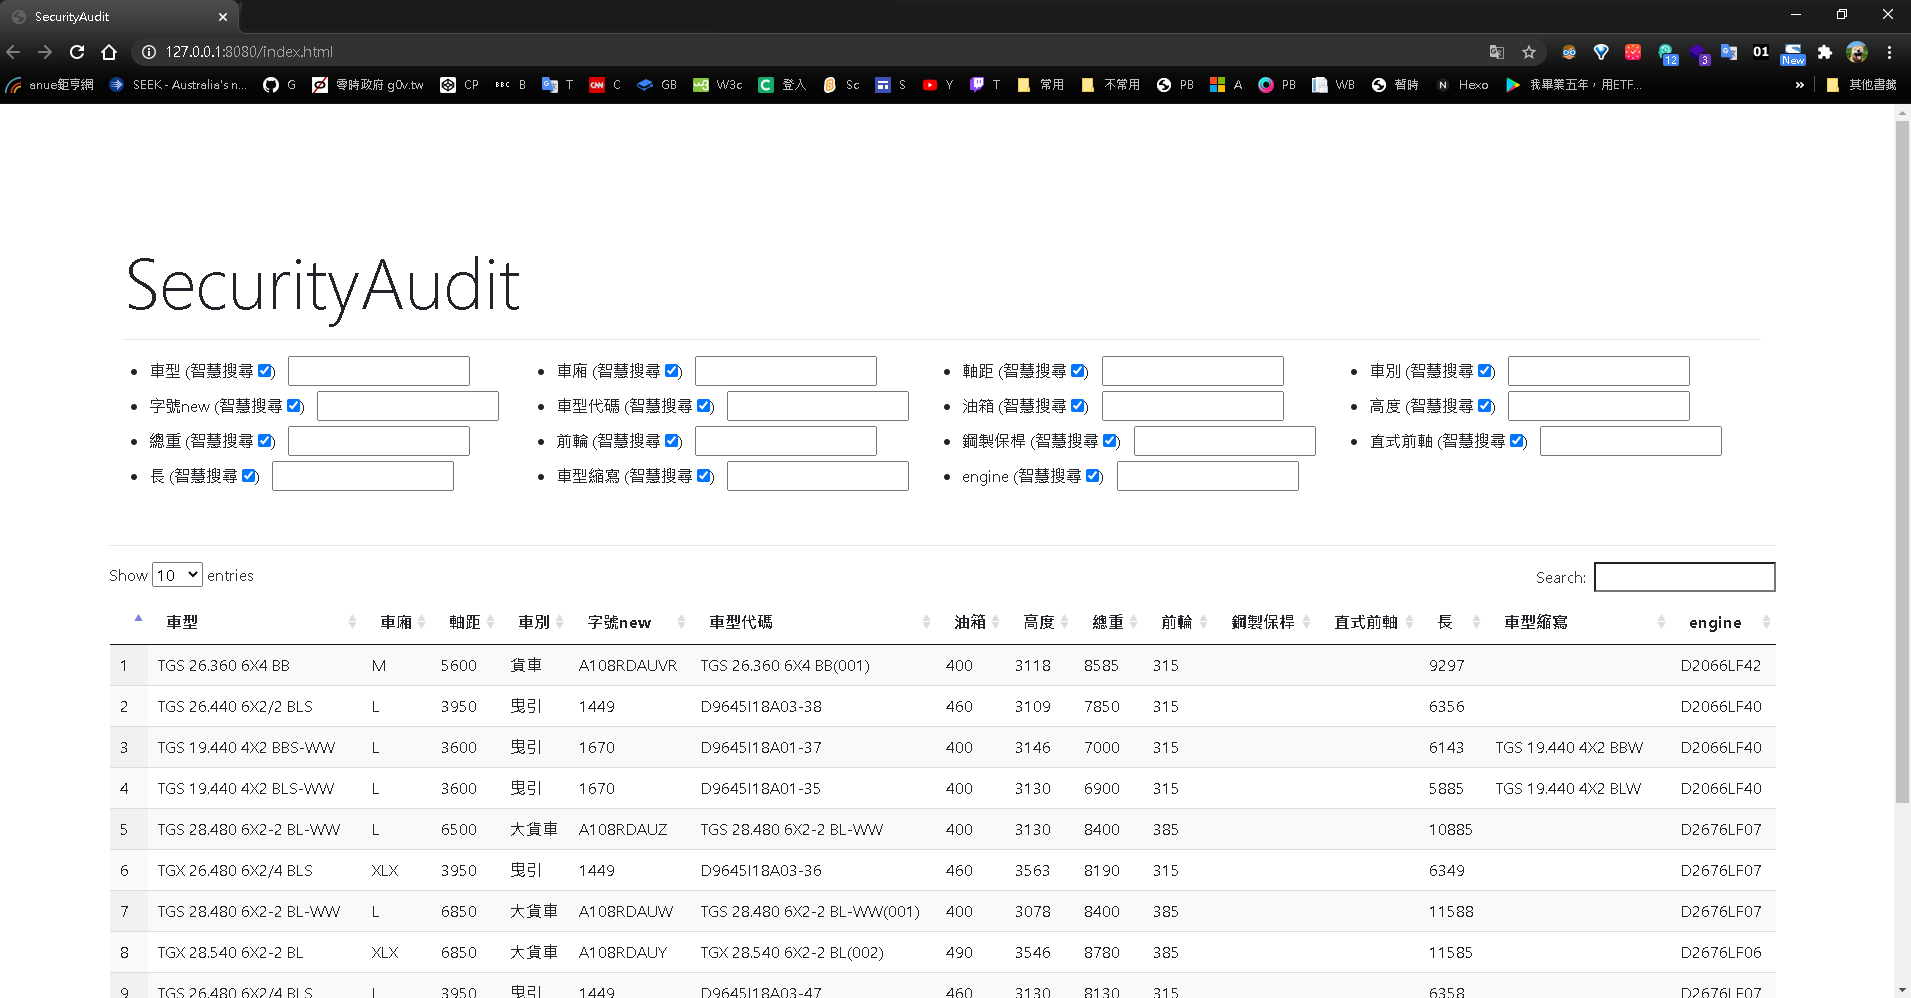 SecurityAudit
127.0.0.1:8080/index.html 01 12 3 New
anue鉅亨網 SEEK - Australia's n... G 零時政府 g0v.tw CP BBC B T CNN C GB w3 W3c C 登入 Sc S Y T 常用 不常用 PB A PB WB 暫時 N Hexo 我畢業五年，用ETF... » 其他書籤
SecurityAudit
車型 (智慧搜尋 ) 車廂 (智慧搜尋 ) 軸距 (智慧搜尋 ) 車別 (智慧搜尋 )
字號new (智慧搜尋 ) 車型代碼 (智慧搜尋 ) 油箱 (智慧搜尋 ) 高度 (智慧搜尋 )
總重 (智慧搜尋 ) 前輪 (智慧搜尋 ) 鋼製保桿 (智慧搜尋 ) 直式前軸 (智慧搜尋 )
長 (智慧搜尋 ) 車型縮寫 (智慧搜尋 ) engine (智慧搜尋 )
Show 10 entries Search:
車型 車廂 軸距 車別 字號new 車型代碼 油箱 高度 總重 前輪 鋼製保桿 直式前軸 長 車型縮寫 engine
1 TGS 26.360 6X4 BB M 5600 貨車 A108RDAUVR TGS 26.360 6X4 BB(001) 400 3118 8585 315 9297 D2066LF42
2 TGS 26.440 6X2/2 BLS L 3950 曳引 1449 D9645I18A03-38 460 3109 7850 315 6356 D2066LF40
3 TGS 19.440 4X2 BBS-WW L 3600 曳引 1670 D9645I18A01-37 400 3146 7000 315 6143 TGS 19.440 4X2 BBW D2066LF40
4 TGS 19.440 4X2 BLS-WW L 3600 曳引 1670 D9645I18A01-35 400 3130 6900 315 5885 TGS 19.440 4X2 BLW D2066LF40
5 TGS 28.480 6X2-2 BL-WW L 6500 大貨車 A108RDAUZ TGS 28.480 6X2-2 BL-WW 400 3130 8400 385 10885 D2676LF07
6 TGX 26.480 6X2/4 BLS XLX 3950 曳引 1449 D9645I18A03-36 460 3563 8190 315 6349 D2676LF07
7 TGS 28.480 6X2-2 BL-WW L 6850 大貨車 A108RDAUW TGS 28.480 6X2-2 BL-WW(001) 400 3078 8400 385 11588 D2676LF07
8 TGX 28.540 6X2-2 BL XLX 6850 大貨車 A108RDAUY TGX 28.540 6X2-2 BL(002) 490 3546 8780 385 11585 D2676LF06
9 TGS 26.480 6X2/4 BLS L 3950 曳引 1449 D9645I18A03-47 460 3130 8130 315 6358 D2676LF07